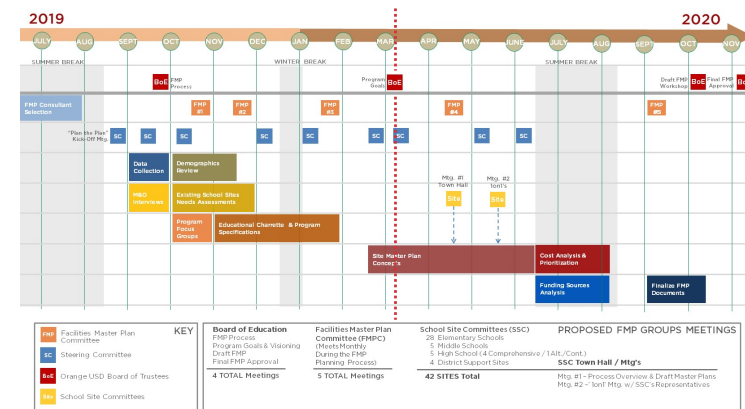 2019
2020
JULY AUG SEPT OCT NOV DEC JAN FEB MAR APR MAY JUNE JULY AUG SEPT OCT NOV
SUMMER BREAK
WINTER BREAK
SUMMER BREAK
BoE
FMP
Process
Program
Goals
BoE
Draft FMP
Workshop
BoE
Final FMP
Approval
FMP Consultant
Selection
FMP
#1
FMP
#2
FMP
#3
FMP
#4
FMP
#5
"Plan the Plan"
Kick-Off Mtg.
SC SC SC SC SC SC SC SC SC
Data
Collection
Demographics
Review
Mtg. #1
Town Hall
Mtg. #2
1on1's
M&O
Interviews
Existing School Sites
Needs Assessments
Site
Site
Program
Focus
Groups
Educational Charrette & Program
Specifications
Site Master Plan
Concepts
Cost Analysis &
Prioritization
Funding Sources
Analysis
Finalize FMP
Documents
KEY
FMP Facilities Master Plan
Committee
SC Steering Committee
BoE Orange USD Board of Trustees
Site School Site Committees
Board of Education
FMP Process
Program Goals & Visioning
Draft FMP
Final FMP Approval
4 TOTAL Meetings
Facilities Master Plan
Committee (FMPC)
(Meets Monthly
During the FMP
Planning Process)
5 TOTAL Meetings
School Site Committees (SSC)
28 Elementary Schools
5 Middle Schools
5 High School (4 Comprehensive / 1 Alt./Cont.)
4 District Support Sites
42 SITES Total
PROPOSED FMP GROUPS MEETINGS
SSC Town Hall / Mtg's
Mtg. #1 – Process Overview & Draft Master Plans
Mtg. #2 –' 1on1' Mtg. w/ SSC's Representatives